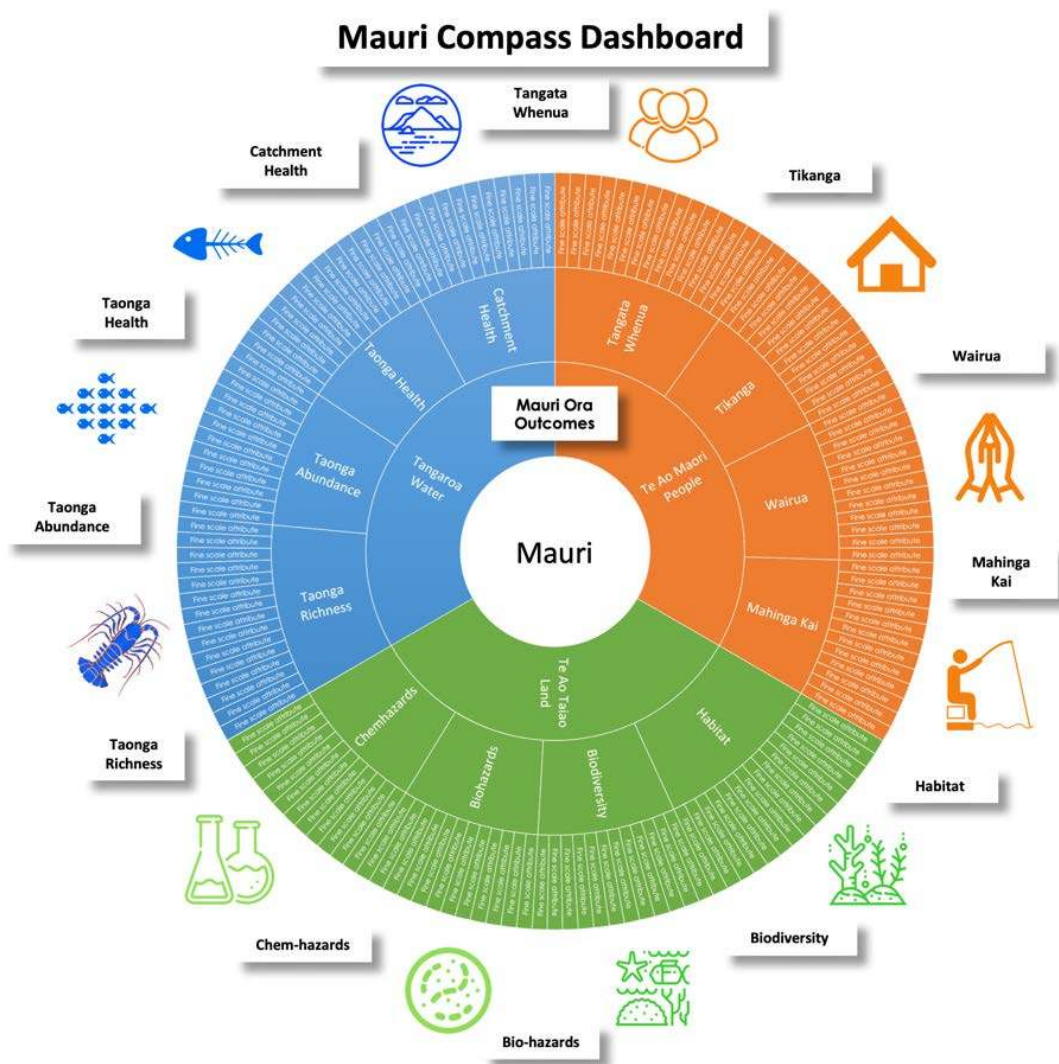 Mauri Compass Dashboard
Tangata
Whenua
Catchment
Health
Tikanga
Taonga
Health
Wairua
Taonga
Abundance
Mahinga
Kai
Taonga
Richness
Habitat
Chem-hazards
Biodiversity
Bio-hazards
Fine scale attribute
Catchment
Health
Tangata
Whenua
Taonga Health
Tikanga
Taonga
Abundance
Wairua
Taonga
Richness
Mahinga Kai
Chemhazards
Biohazards
Biodiversity
Habitat
Mauri Ora
Outcomes
Tangaroa
Water
Te Ao Maori
People
Te Ao Taiao
Land
Mauri